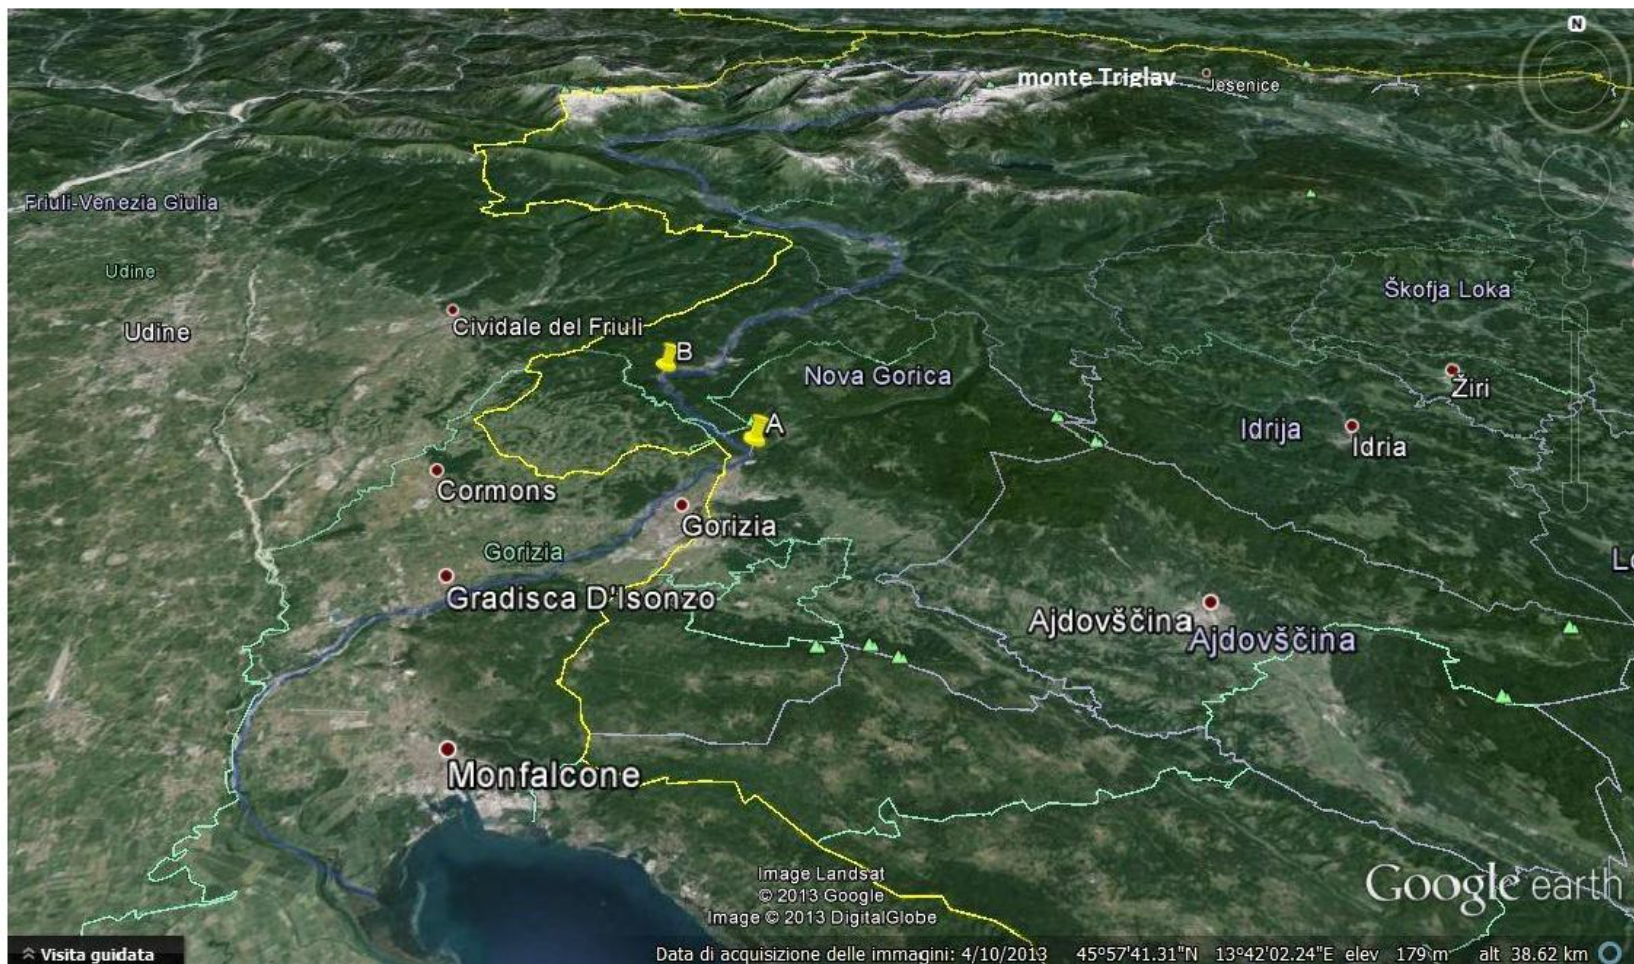 N
monte Triglav
Jesenice
Friuli-Venezia Giulia
Udine
Škofja Loka
Udine
Cividale del Friuli
B
Nova Gorica
Žiri
A
Idrija
Idria
Cormons
Gorizia
Gorizia
Gradisca D'Isonzo
Ajdovščina
Ajdovščina
Monfalcone
Image Landsat
© 2013 Google
Image © 2013 DigitalGlobe
Google earth
Visita guidata
Data di acquisizione delle immagini: 4/10/2013 45°57'41.31"N 13°42'02.24"E elev 179 m alt 38.62 km